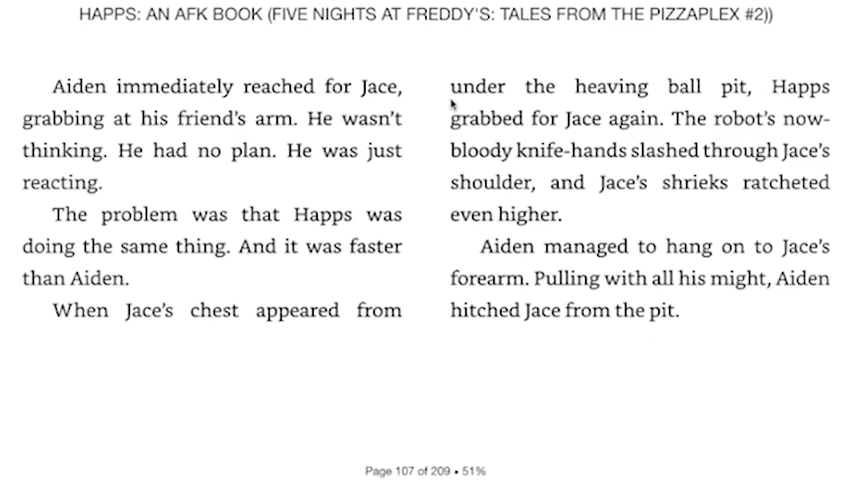 HAPPS: AN AFK BOOK (FIVE NIGHTS AT FREDDY'S: TALES FROM THE PIZZAPLEX #2))
Aiden immediately reached for Jace,
grabbing at his friend's arm. He wasn't
thinking. He had no plan. He was just
reacting.
The problem was that Happs was
doing the same thing. And it was faster
than Aiden.
When Jace's chest appeared from
under the heaving ball pit, Happs
grabbed for Jace again. The robot's now-
bloody knife-hands slashed through Jace's
shoulder, and Jace's shrieks ratcheted
even higher.
Aiden managed to hang on to Jace's
forearm. Pulling with all his might, Aiden
hitched Jace from the pit.
Page 107 of 209 • 51%